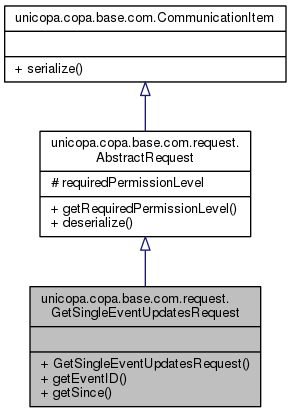 unicopa.copa.base.com.CommunicationItem
+ serialize()
unicopa.copa.base.com.request.
AbstractRequest
# requiredPermissionLevel
+ getRequiredPermissionLevel()
+ deserialize()
unicopa.copa.base.com.request.
GetSingleEventUpdatesRequest
+ GetSingleEventUpdatesRequest()
+ getEventID()
+ getSince()